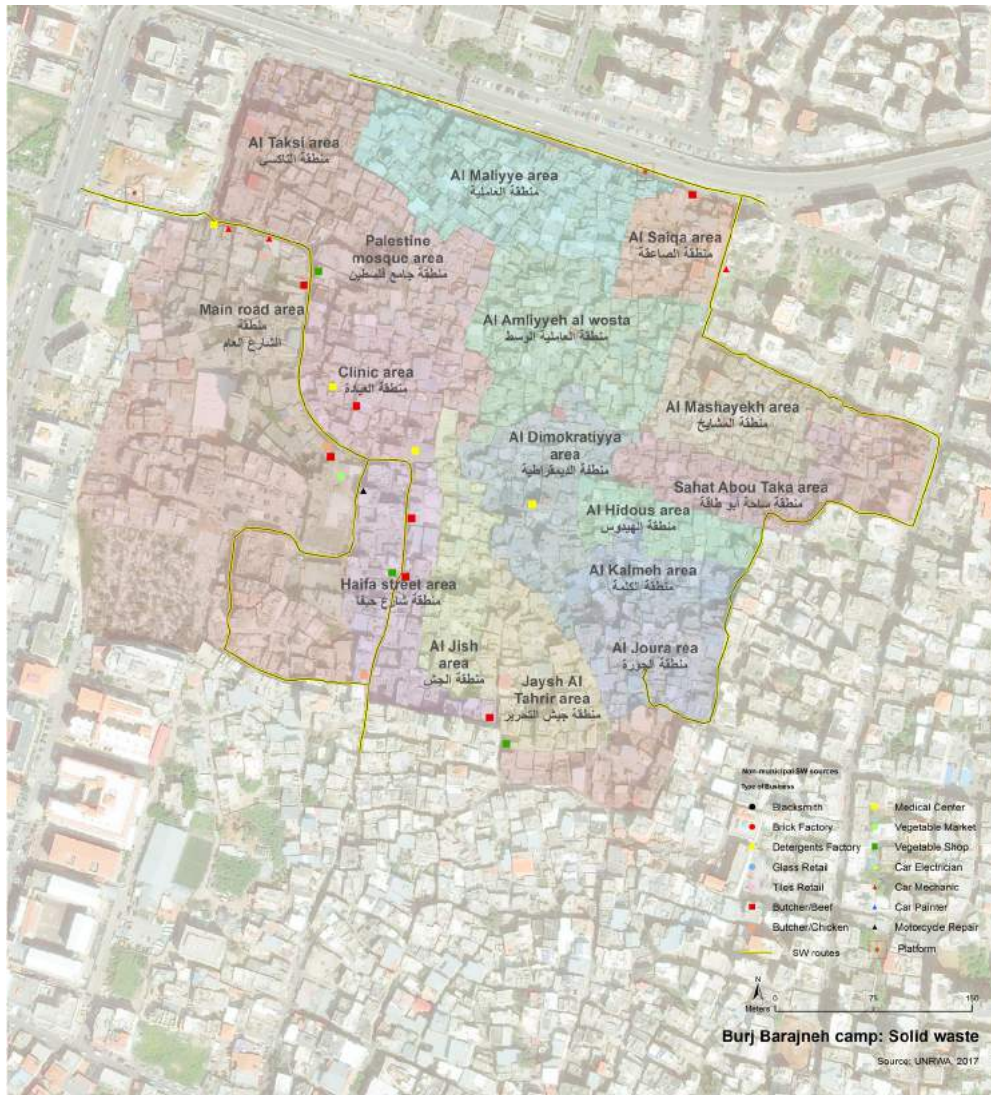 Al Taksi area
منطقة التاكسي
Al Maliyye area
منطقة العاملية
Al Saiqa area
منطقة الصاعقة
Palestine
mosque area
منطقة جامع فلسطين
Main road area
منطقة
الشارع العام
Al Amliyyeh al wosta
منطقة العاملية الوسط
Clinic area
منطقة العيادة
Al Mashayekh area
منطقة المشايخ
Al Dimokratiyya
area
منطقة الديمقراطية
Sahat Abou Taka area
منطقة ساحة أبو طاقة
Al Hidous area
منطقة الهيدوس
Al Kalmeh area
منطقة الكلمة
Haifa street area
منطقة شارع حيفا
Al Jish
area
منطقة الجش
Al Joura rea
منطقة الجورة
Jaysh Al
Tahrir area
منطقة جيش التحرير
Non-municipal SW sources
Type of Business
Blacksmith
Brick Factory
Detergents Factory
Glass Retail
Tiles Retail
Butcher/Beef
Butcher/Chicken
SW routes
Medical Center
Vegetable Market
Vegetable Shop
Car Electrician
Car Mechanic
Car Painter
Motorcycle Repair
Platform
N
Meters 0 75 150
Burj Barajneh camp: Solid waste
Source: UNRWA, 2017